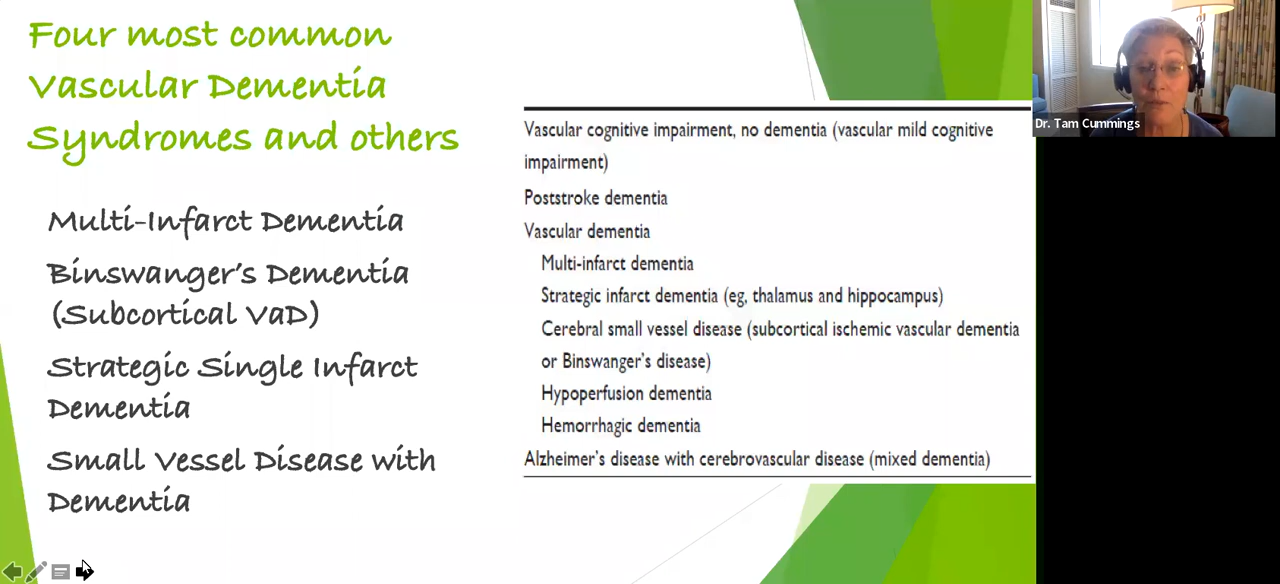 Four most common
Vascular Dementia
Syndromes and others
Multi-Infarct Dementia
Binswanger's Dementia
(Subcortical VaD)
Strategic Single Infarct
Dementia
Small Vessel Disease with
Dementia
Vascular cognitive impairment, no dementia (vascular mild cognitive
impairment)
Poststroke dementia
Vascular dementia
Multi-infarct dementia
Strategic infarct dementia (eg, thalamus and hippocampus)
Cerebral small vessel disease (subcortical ischemic vascular dementia
or Binswanger's disease)
Hypoperfusion dementia
Hemorrhagic dementia
Alzheimer's disease with cerebrovascular disease (mixed dementia)
Dr. Tam Cummings